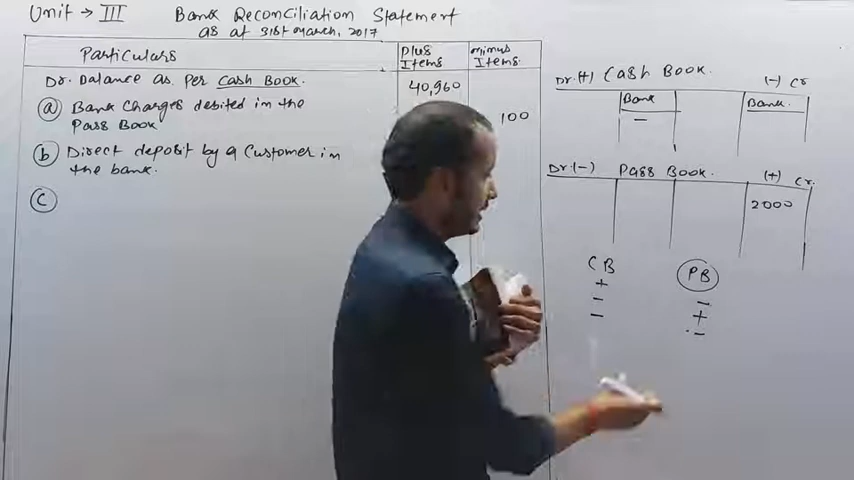 Unit → III Bank Reconciliation Statement
as at 31st march, 2017
Particulars Plus Items minus Items
Dr. Balance as per Cash Book. 40,960
(a) Bank Charges debited in the
Pass Book 100
(b) Direct deposit by a Customer in
the bank.
(C)
Dr.(+) Cash Book. (-) Cr
Bank Bank.
-
Dr.(-) Pass Book. (+) Cr.
2000
CB PB
+ -
- +
- -